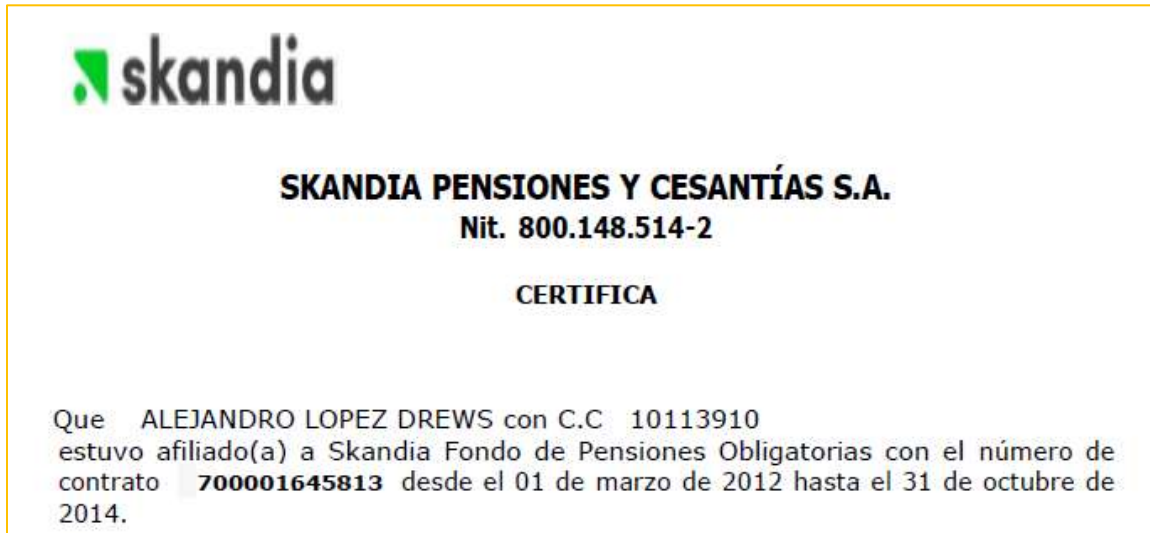 skandia
SKANDIA PENSIONES Y CESANTÍAS S.A.
Nit. 800.148.514-2
CERTIFICA
Que ALEJANDRO LOPEZ DREWS con C.C 10113910
estuvo afiliado(a) a Skandia Fondo de Pensiones Obligatorias con el número de
contrato 700001645813 desde el 01 de marzo de 2012 hasta el 31 de octubre de
2014.